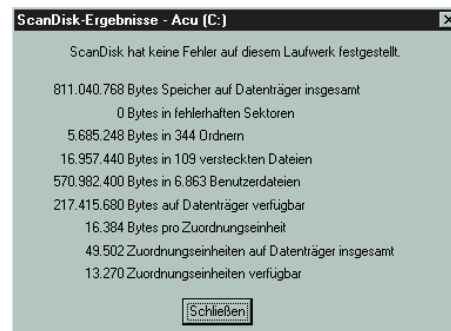 ScanDisk-Ergebnisse - Acu (C:)
ScanDisk hat keine Fehler auf diesem Laufwerk festgestellt.
811.040.768 Bytes Speicher auf Datenträger insgesamt
0 Bytes in fehlerhaften Sektoren
5.685.248 Bytes in 344 Ordnern
16.957.440 Bytes in 109 versteckten Dateien
570.982.400 Bytes in 6.863 Benutzerdateien
217.415.680 Bytes auf Datenträger verfügbar
16.384 Bytes pro Zuordnungseinheit
49.502 Zuordnungseinheiten auf Datenträger insgesamt
13.270 Zuordnungseinheiten verfügbar
Schließen